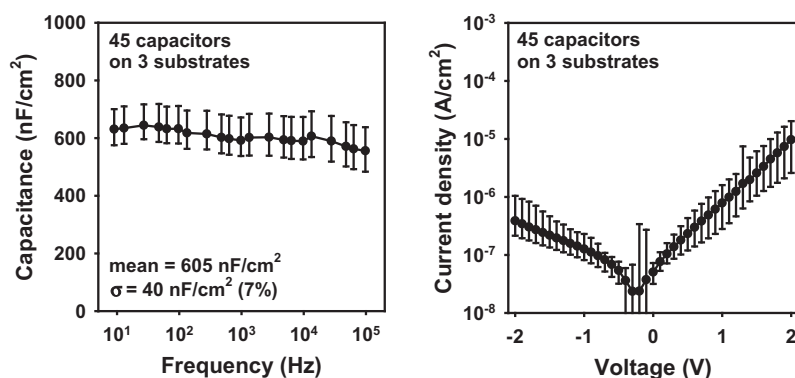 45 capacitors
on 3 substrates
Capacitance (nF/cm²)
1000
800
600
400
200
0
mean = 605 nF/cm²
σ = 40 nF/cm² (7%)
10¹ 10² 10³ 10⁴ 10⁵
Frequency (Hz)
45 capacitors
on 3 substrates
Current density (A/cm²)
10⁻³
10⁻⁴
10⁻⁵
10⁻⁶
10⁻⁷
10⁻⁸
-2 -1 0 1 2
Voltage (V)